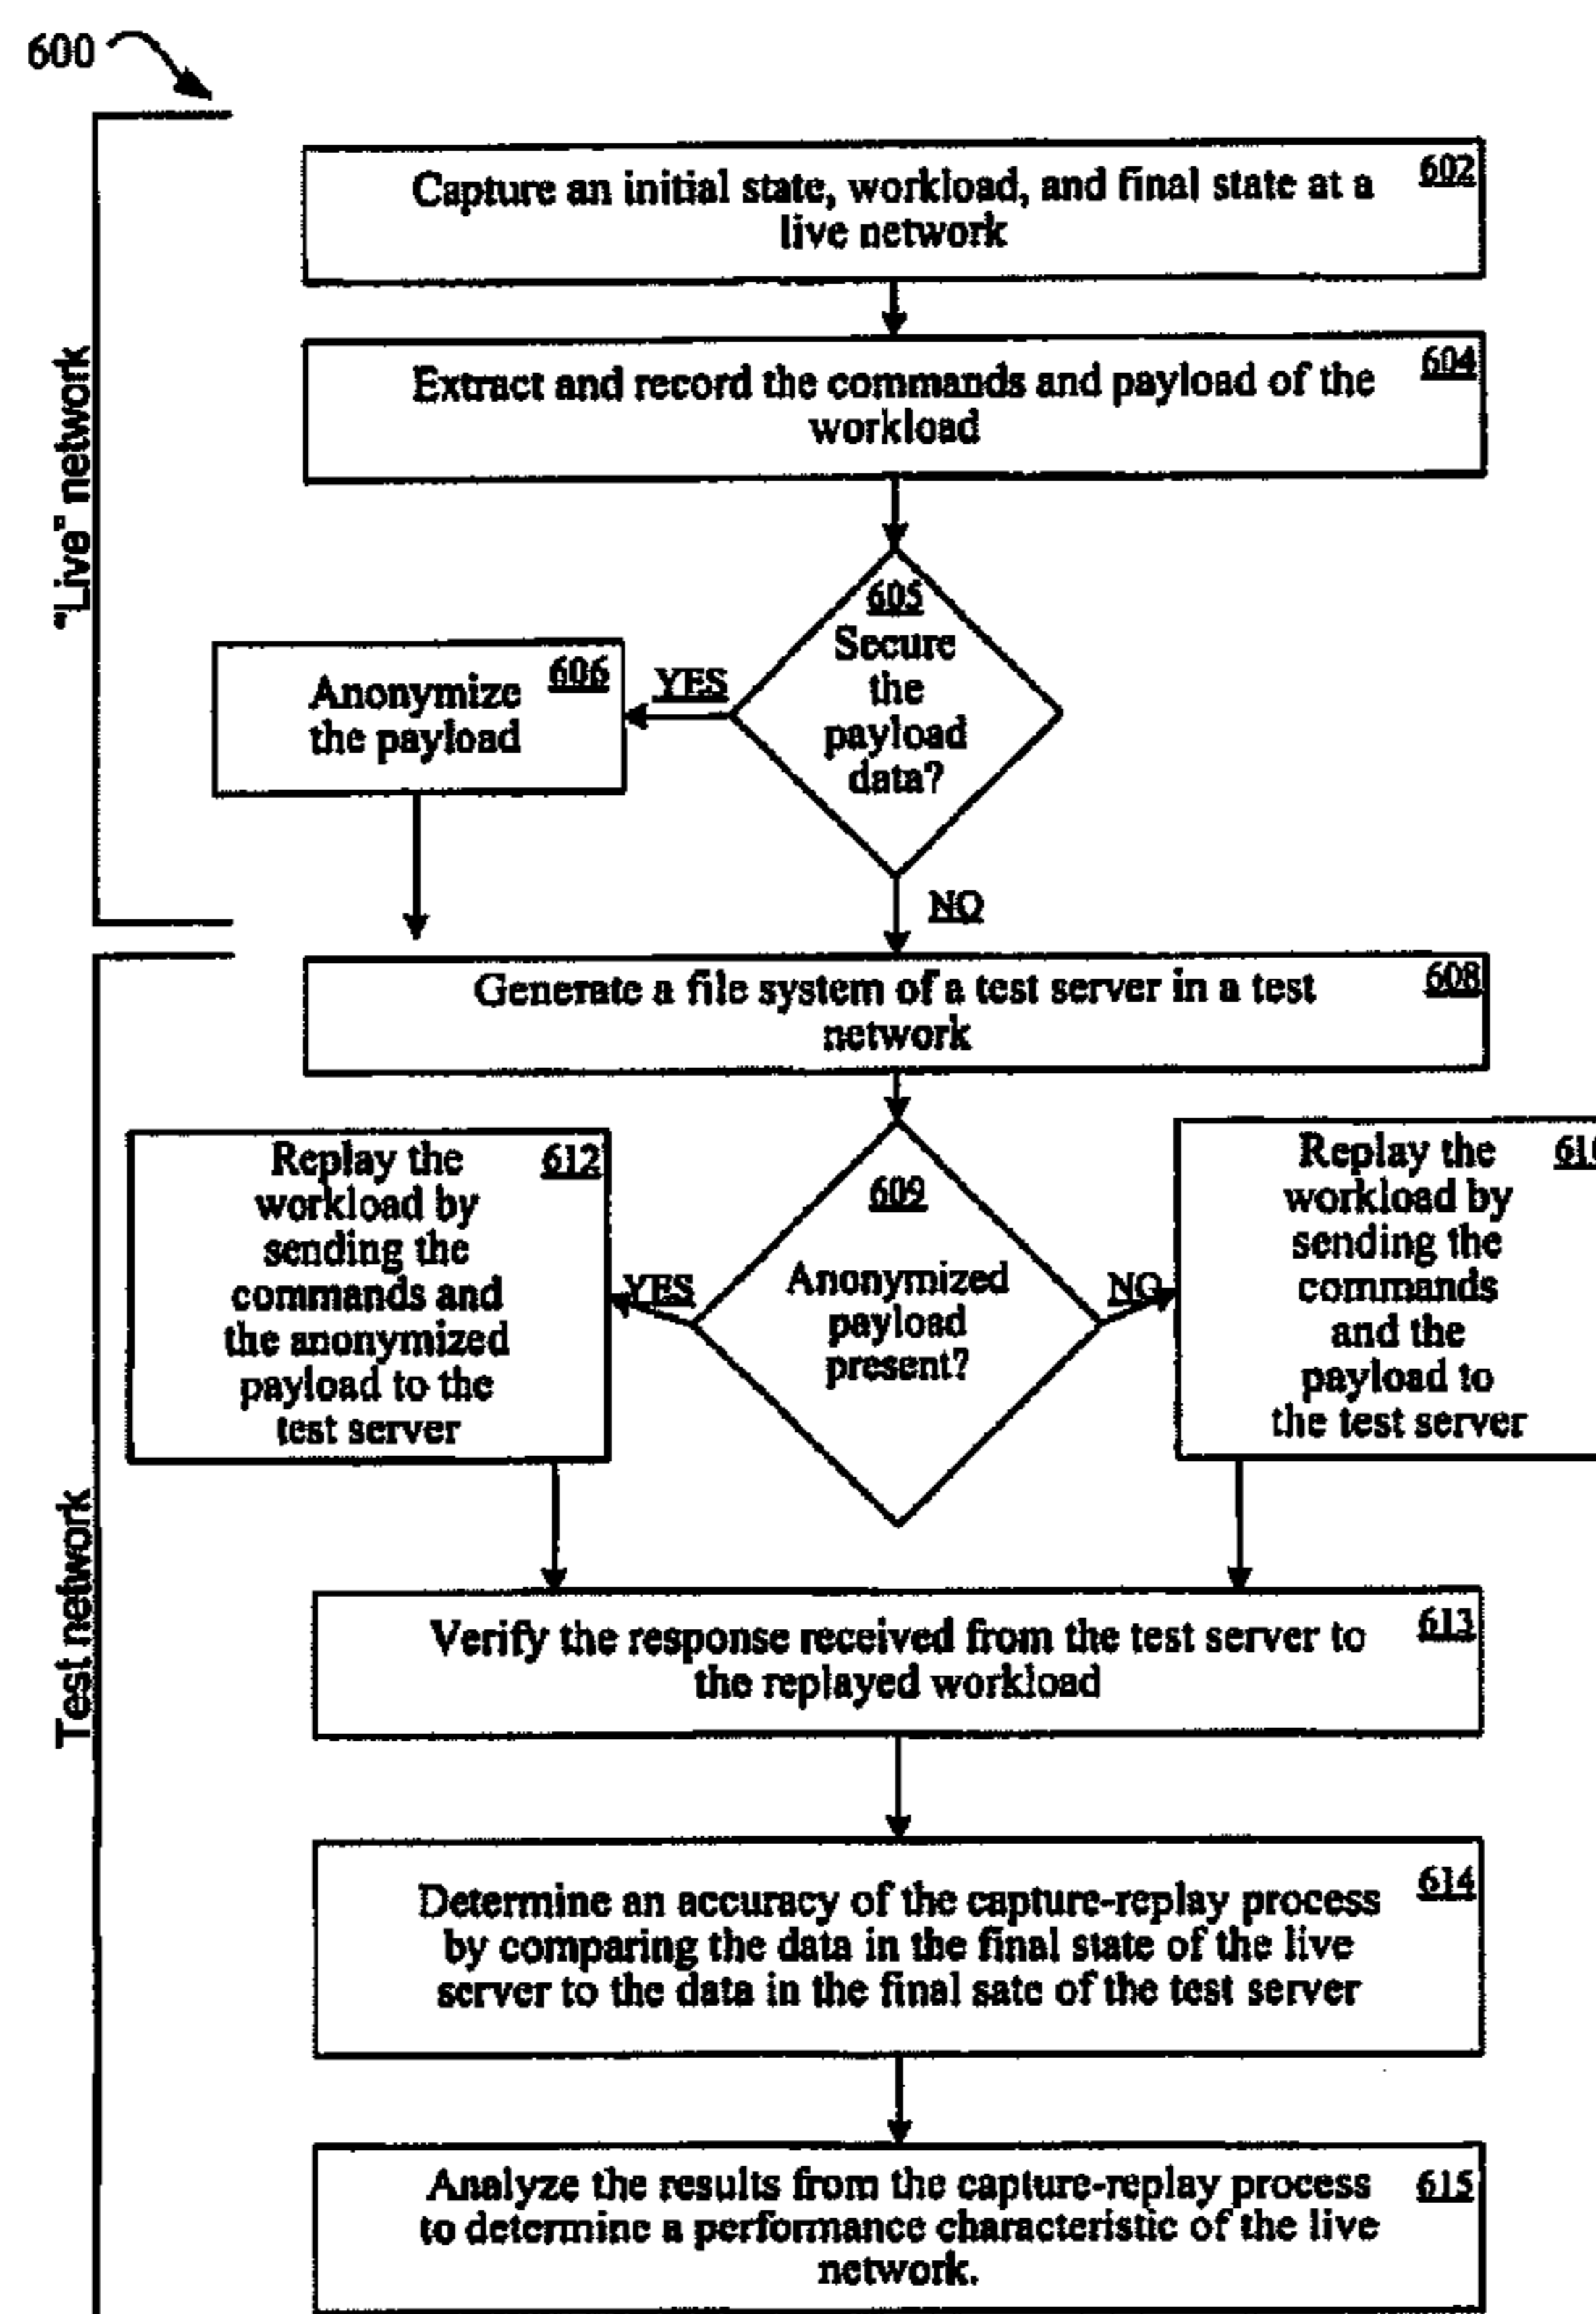 600
602
Capture an initial state, workload, and final state at a
live network
604
Extract and record the commands and payload of the
workload
"Live" network
605
Secure
the
payload
data?
YES
606
Anonymize
the payload
NO
608
Generate a file system of a test server in a test
network
609
Anonymized
payload
present?
YES
612
Replay the
workload by
sending the
commands and
the anonymized
payload to the
test server
NO
Replay the
workload by
sending the
commands
and the
payload to
the test server
Test network
613
Verify the response received from the test server to
the replayed workload
614
Determine an accuracy of the capture-replay process
by comparing the data in the final state of the live
server to the data in the final sate of the test server
615
Analyze the results from the capture-replay process
to determine a performance characteristic of the live
network.